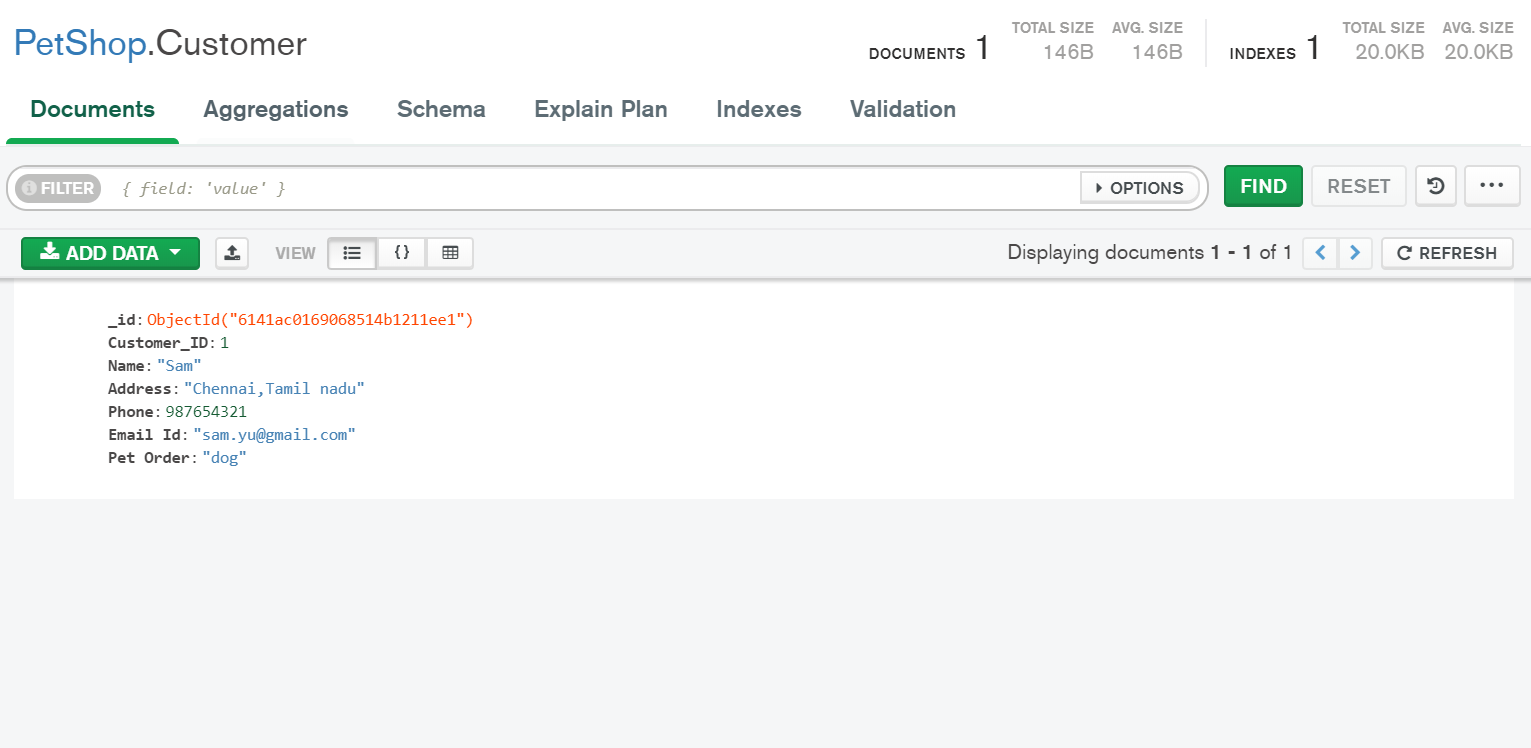 PetShop.Customer
DOCUMENTS 1 TOTAL SIZE 146B AVG. SIZE 146B INDEXES 1 TOTAL SIZE 20.0KB AVG. SIZE 20.0KB
Documents Aggregations Schema Explain Plan Indexes Validation
FILTER { field: 'value' } OPTIONS FIND RESET ...
ADD DATA VIEW {} Displaying documents 1 - 1 of 1 < > REFRESH
_id: ObjectId("6141ac0169068514b1211ee1")
Customer_ID: 1
Name: "Sam"
Address: "Chennai,Tamil nadu"
Phone: 987654321
Email Id: "sam.yu@gmail.com"
Pet Order: "dog"